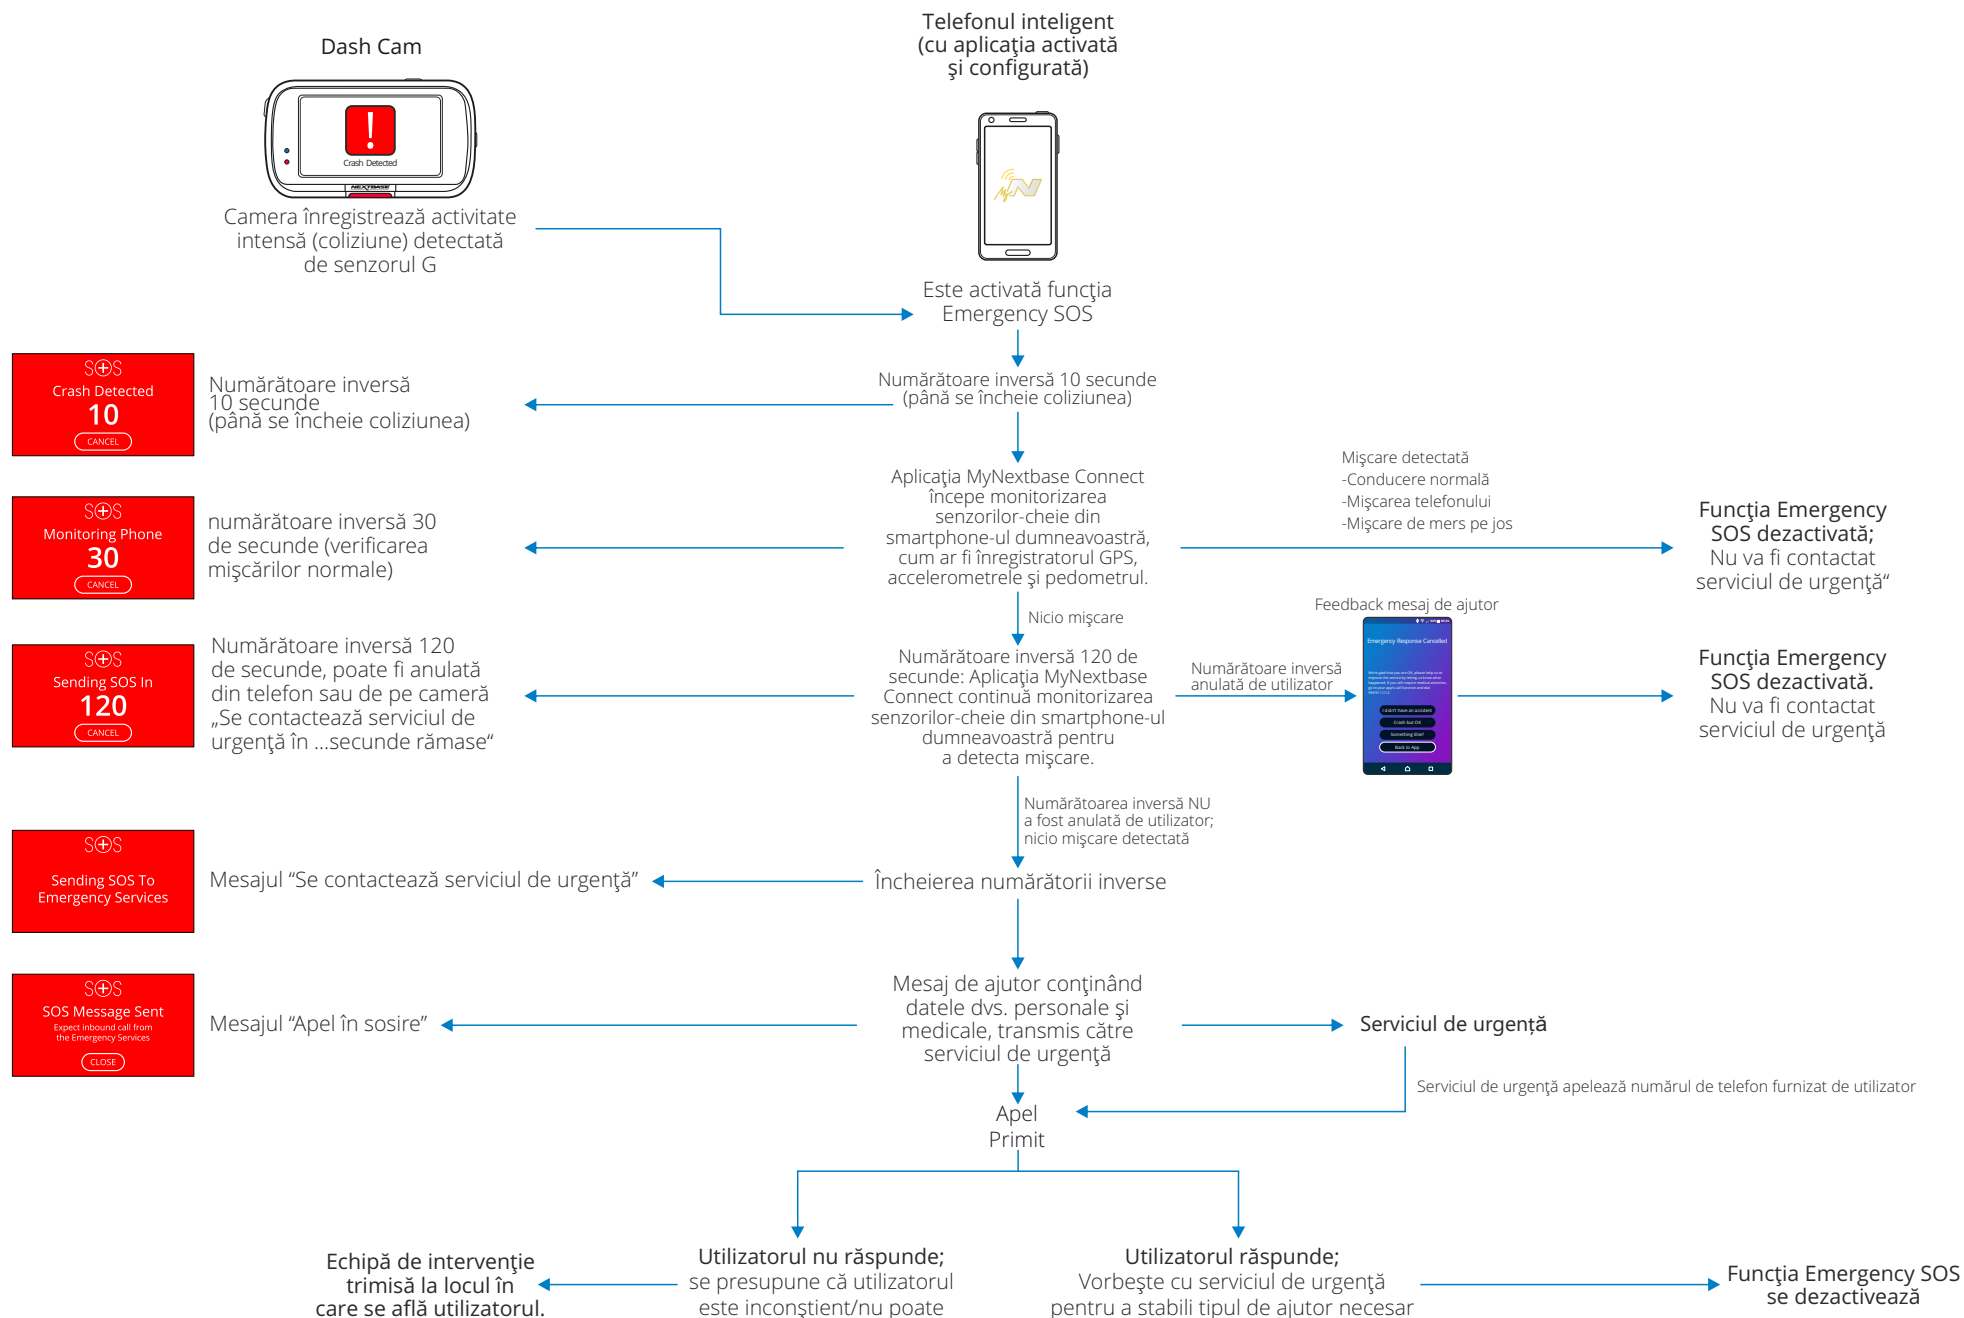 Telefonul inteligent
(cu aplicaţia activată
şi configurată)
Dash Cam
Crash Detected
NEXTBASE
Camera înregistrează activitate
intensă (coliziune) detectată
de senzorul G
Este activată funcţia
Emergency SOS
SOS
Crash Detected
10
CANCEL
Numărătoare inversă
10 secunde
(până se încheie coliziunea)
Numărătoare inversă 10 secunde
(până se încheie coliziunea)
SOS
Monitoring Phone
30
CANCEL
numărătoare inversă 30
de secunde (verificarea
mişcărilor normale)
Aplicaţia MyNextbase Connect
începe monitorizarea
senzorilor-cheie din
smartphone-ul dumneavoastră,
cum ar fi înregistratorul GPS,
accelerometrele şi pedometrul.
Mişcare detectată
-Conducere normală
-Mişcarea telefonului
-Mişcare de mers pe jos
Funcţia Emergency
SOS dezactivată;
Nu va fi contactat
serviciul de urgenţă“
Nicio mişcare
Feedback mesaj de ajutor
SOS
Sending SOS In
120
CANCEL
Numărătoare inversă 120
de secunde, poate fi anulată
din telefon sau de pe cameră
„Se contactează serviciul de
urgenţă în ...secunde rămase“
Numărătoare inversă 120 de
secunde: Aplicaţia MyNextbase
Connect continuă monitorizarea
senzorilor-cheie din smartphone-ul
dumneavoastră pentru
a detecta mişcare.
Numărătoare inversă
anulată de utilizator
Emergency Response Cancelled
I didn't have an accident
Crash but OK
Something Else?
Back to App
Funcţia Emergency
SOS dezactivată.
Nu va fi contactat
serviciul de urgenţă
Numărătoarea inversă NU
a fost anulată de utilizator;
nicio mişcare detectată
SOS
Sending SOS To
Emergency Services
Mesajul “Se contactează serviciul de urgenţă”
Încheierea numărătorii inverse
SOS
SOS Message Sent
Expect inbound call from
the Emergency Services
CLOSE
Mesajul “Apel în sosire”
Mesaj de ajutor conţinând
datele dvs. personale şi
medicale, transmis către
serviciul de urgenţă
Serviciul de urgenţă
Serviciul de urgenţă apelează numărul de telefon furnizat de utilizator
Apel
Primit
Echipă de intervenţie
trimisă la locul în
care se află utilizatorul.
Utilizatorul nu răspunde;
se presupune că utilizatorul
este inconştient/nu poate
Utilizatorul răspunde;
Vorbeşte cu serviciul de urgenţă
pentru a stabili tipul de ajutor necesar
Funcţia Emergency SOS
se dezactivează